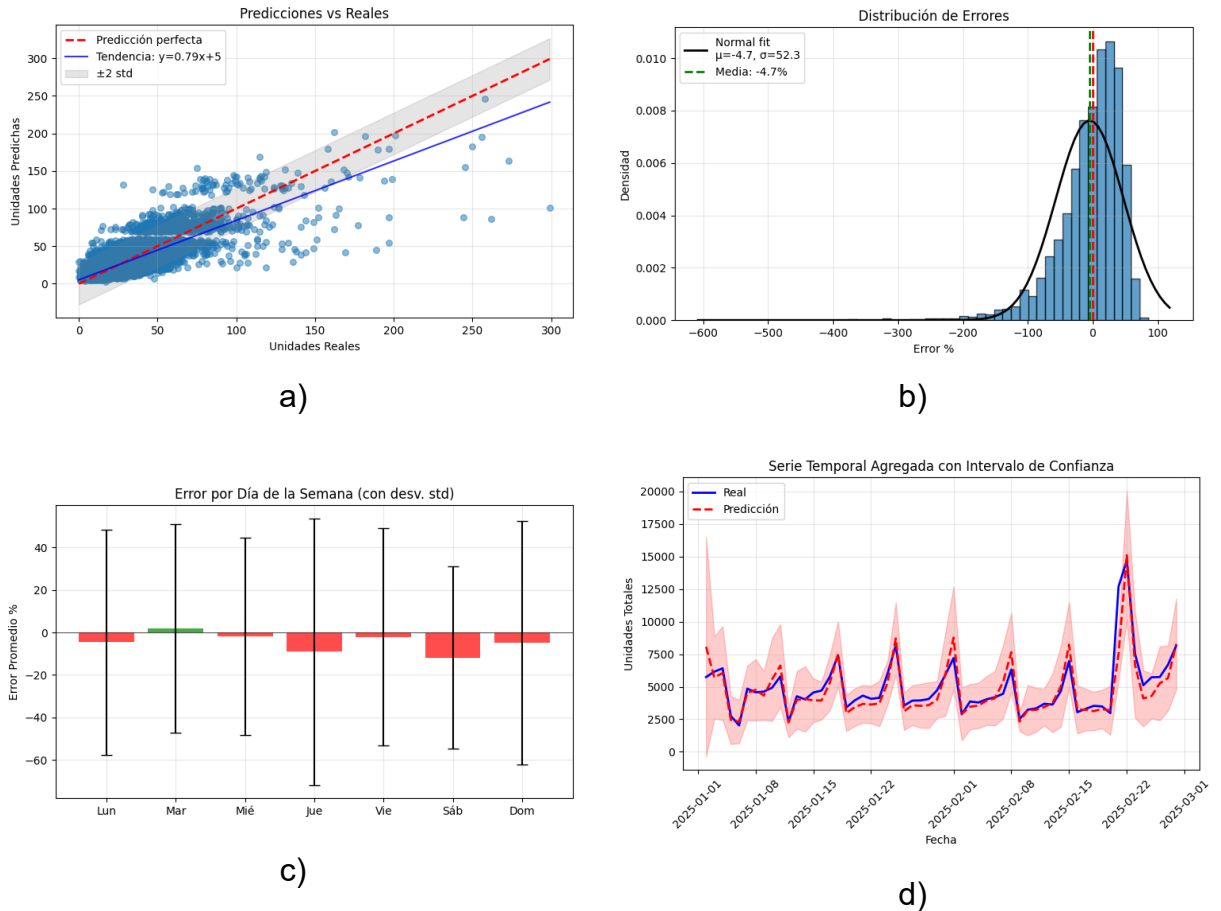 Predicciones vs Reales
Predicción perfecta
Tendencia: y=0.79x+5
±2 std
Unidades Predichas
300
250
200
150
100
50
0
0 50 100 150 200 250 300
Unidades Reales
a)
Distribución de Errores
Normal fit
μ=-4.7, σ=52.3
Media: -4.7%
Densidad
0.010
0.008
0.006
0.004
0.002
0.000
−600 −500 −400 −300 −200 −100 0 100
Error %
b)
Error por Día de la Semana (con desv. std)
Error Promedio %
40
20
0
−20
−40
−60
Lun Mar Mié Jue Vie Sáb Dom
c)
Serie Temporal Agregada con Intervalo de Confianza
Real
Predicción
Unidades Totales
20000
17500
15000
12500
10000
7500
5000
2500
0
2025-01-01 2025-01-08 2025-01-15 2025-01-22 2025-02-01 2025-02-08 2025-02-15 2025-02-22 2025-03-01
Fecha
d)